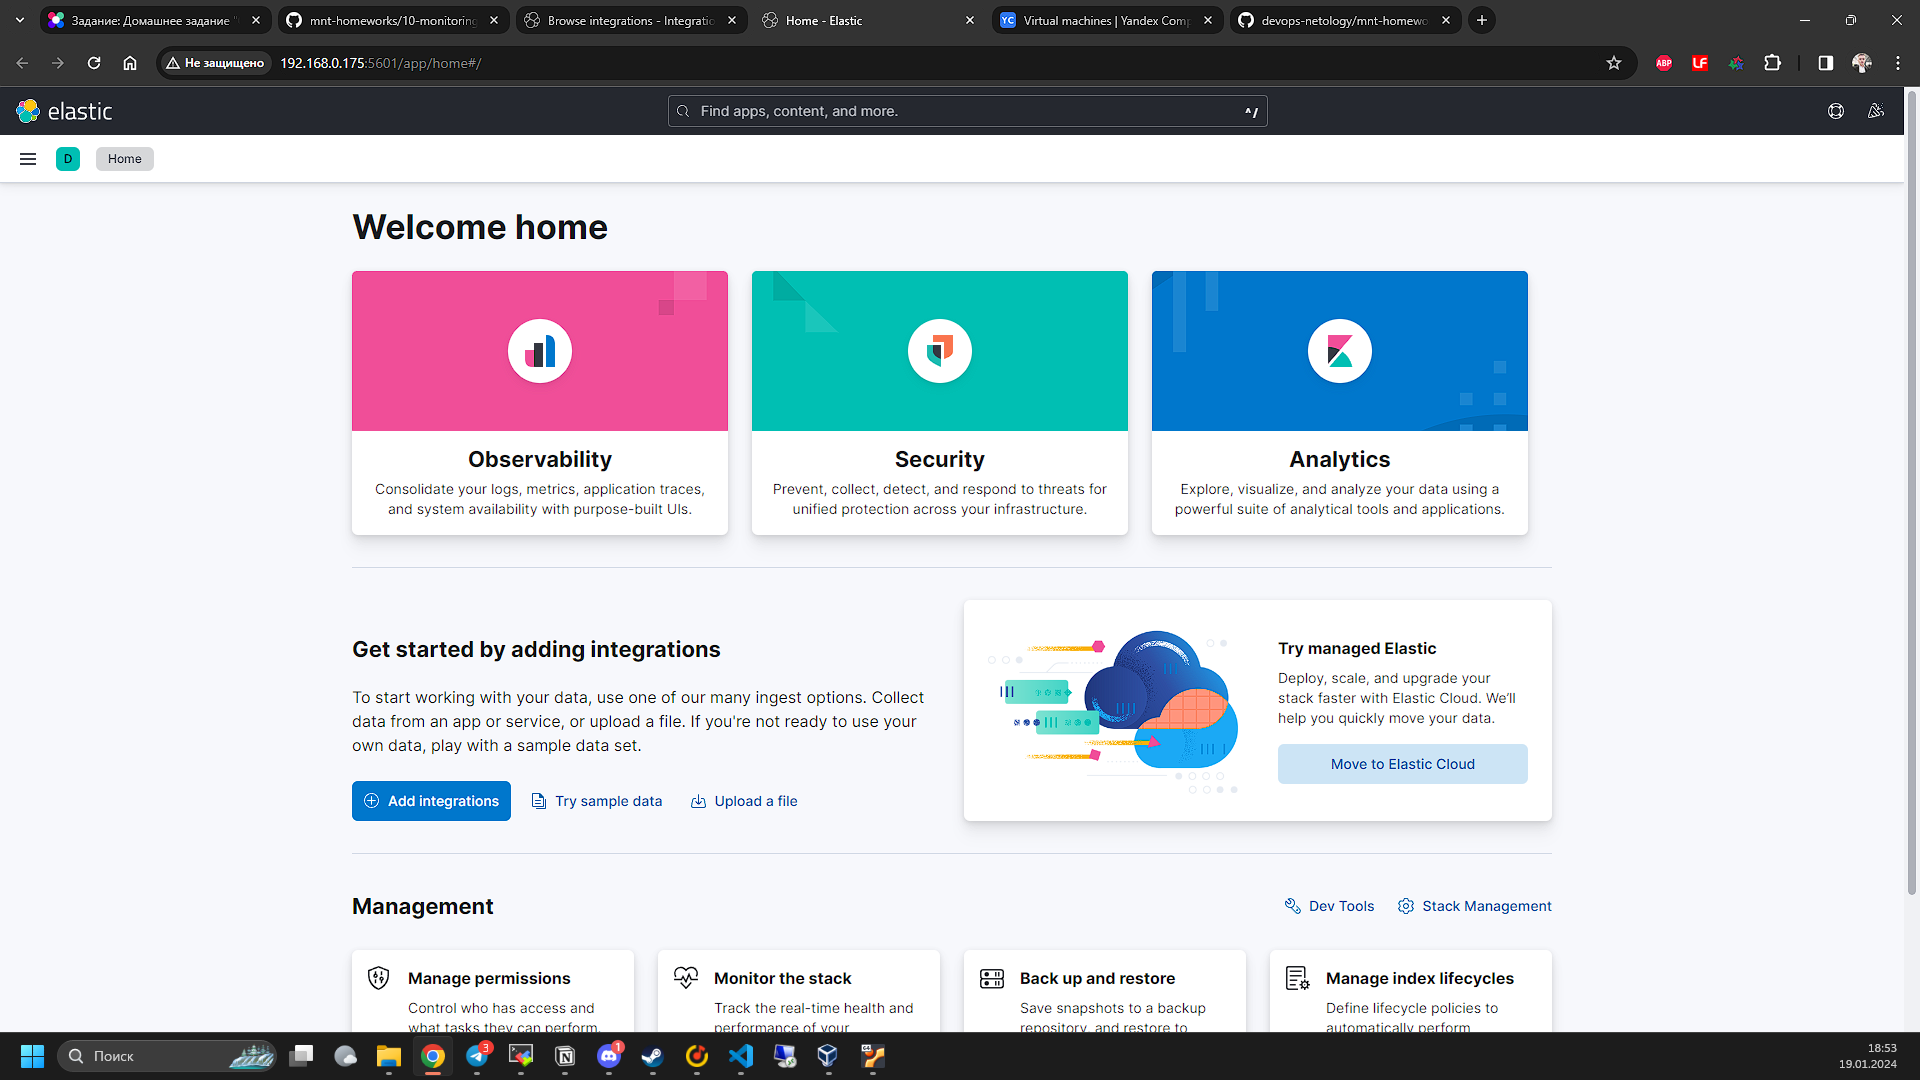 Задание: Домашнее задание "
mnt-homeworks/10-monitoring
Browse integrations - Integratio
Home - Elastic
Virtual machines | Yandex Comp
devops-netology/mnt-homewo
Не защищено
192.168.0.175:5601/app/home#/
ABP
LF
elastic
Find apps, content, and more.
^/
D
Home
Welcome home
Observability
Consolidate your logs, metrics, application traces,
and system availability with purpose-built UIs.
Security
Prevent, collect, detect, and respond to threats for
unified protection across your infrastructure.
Analytics
Explore, visualize, and analyze your data using a
powerful suite of analytical tools and applications.
Get started by adding integrations
To start working with your data, use one of our many ingest options. Collect
data from an app or service, or upload a file. If you're not ready to use your
own data, play with a sample data set.
Add integrations
Try sample data
Upload a file
Try managed Elastic
Deploy, scale, and upgrade your
stack faster with Elastic Cloud. We’ll
help you quickly move your data.
Move to Elastic Cloud
Management
Dev Tools
Stack Management
Manage permissions
Control who has access and
what tasks they can perform.
Monitor the stack
Track the real-time health and
performance of your
Back up and restore
Save snapshots to a backup
repository, and restore to
Manage index lifecycles
Define lifecycle policies to
automatically perform
Поиск
3
1
18:53
19.01.2024